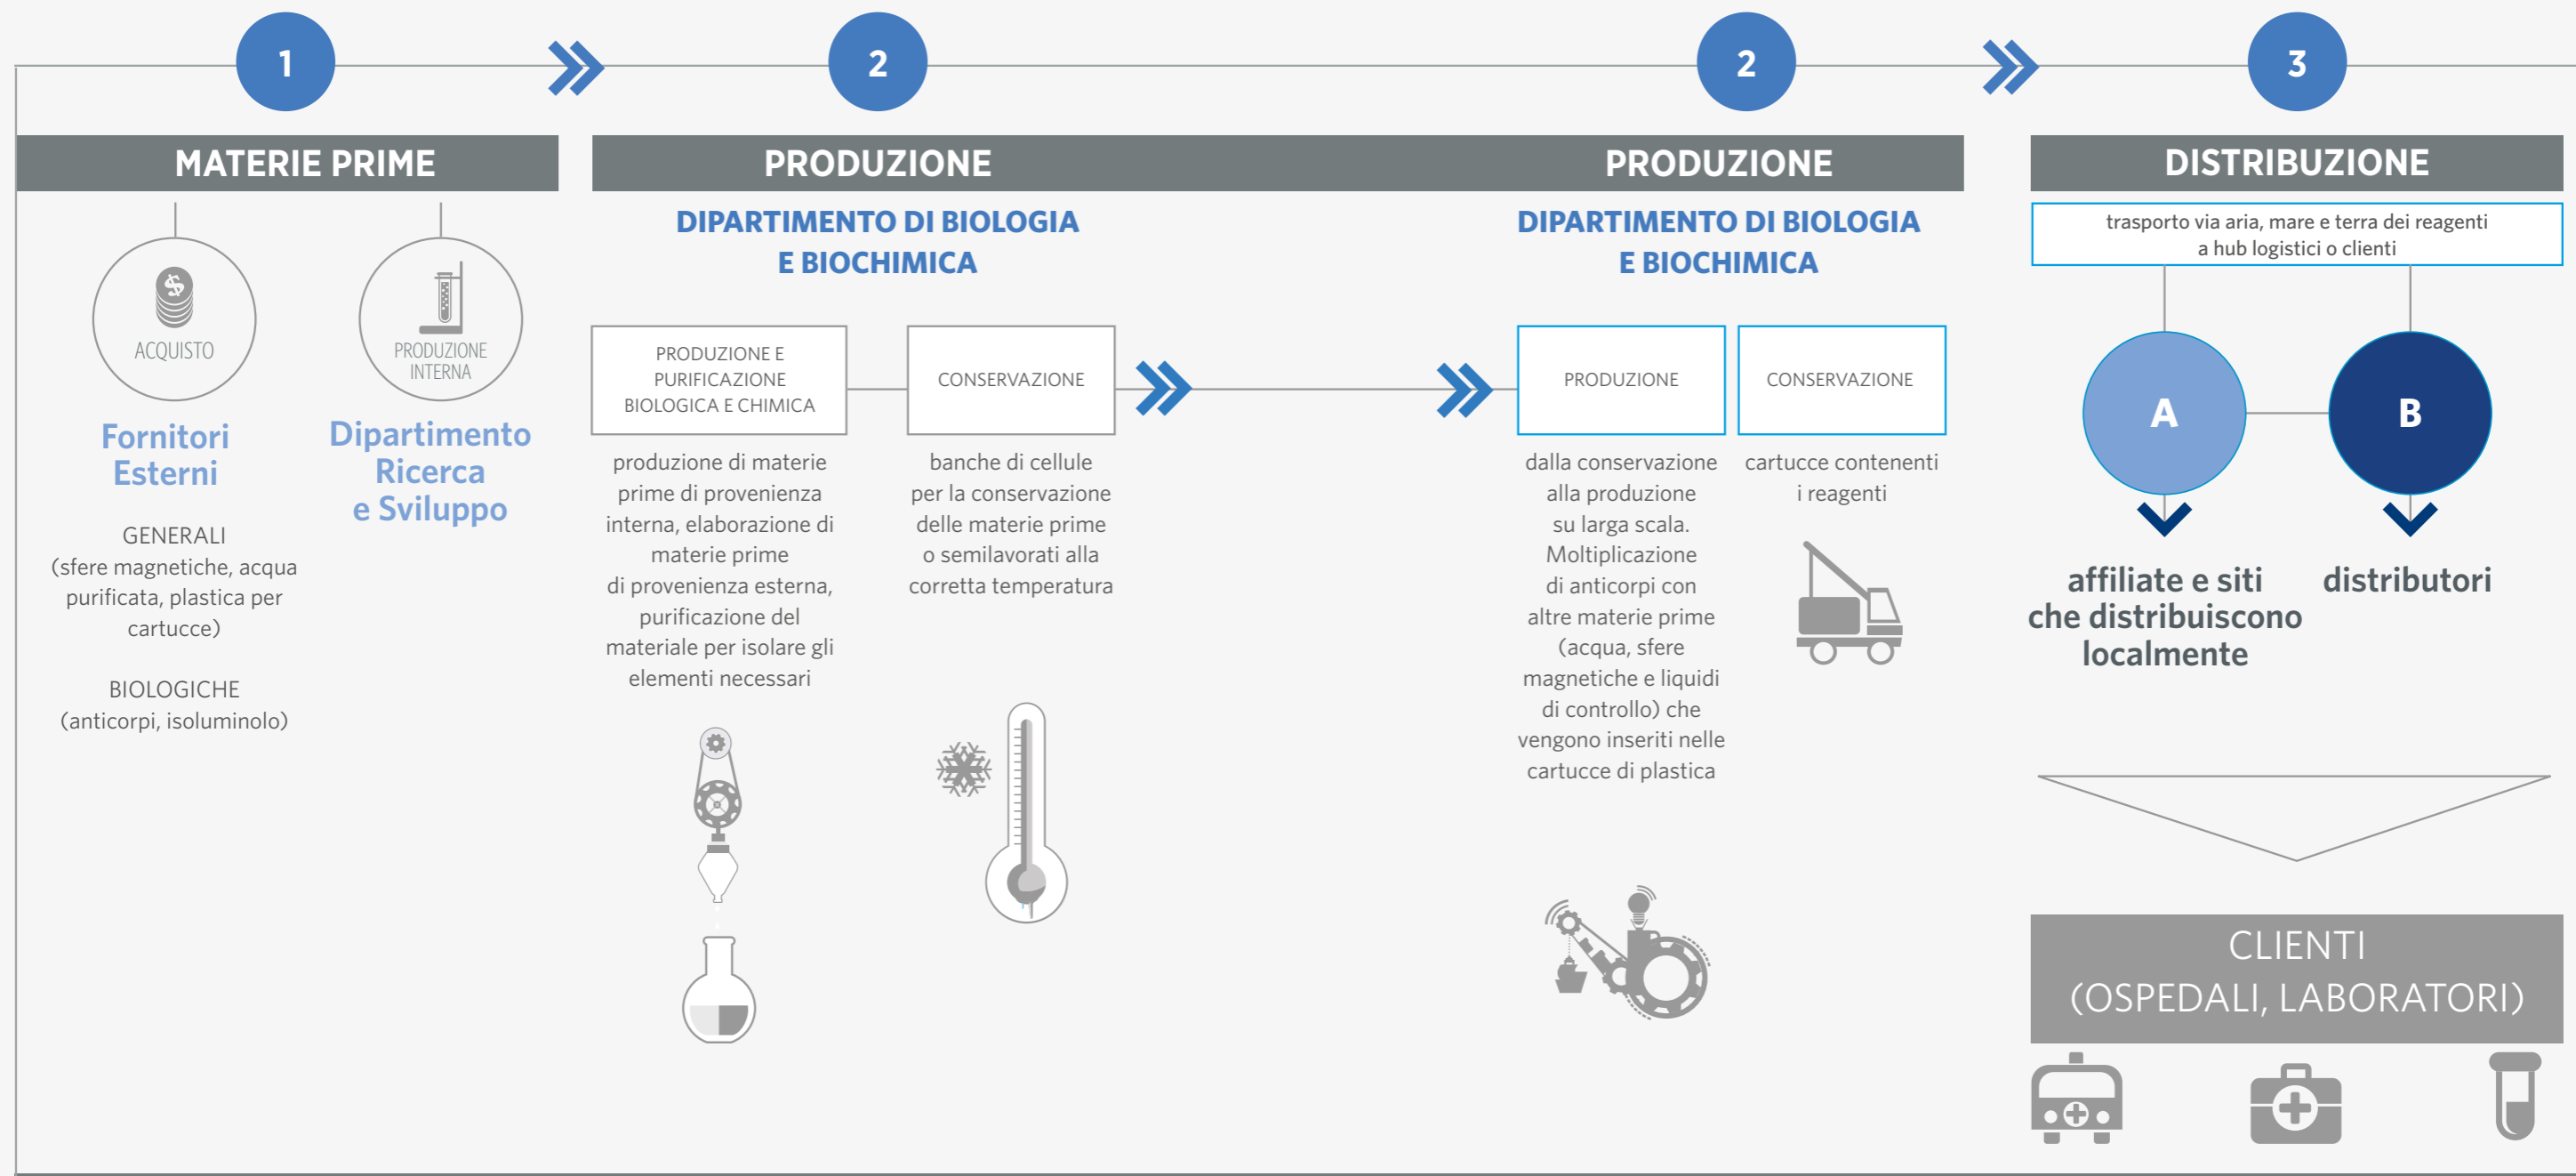 1
MATERIE PRIME
$
ACQUISTO
Fornitori
Esterni
GENERALI
(sfere magnetiche, acqua
purificata, plastica per
cartucce)
BIOLOGICHE
(anticorpi, isoluminolo)
PRODUZIONE
INTERNA
Dipartimento
Ricerca
e Sviluppo
2
PRODUZIONE
DIPARTIMENTO DI BIOLOGIA
E BIOCHIMICA
PRODUZIONE E
PURIFICAZIONE
BIOLOGICA E CHIMICA
produzione di materie
prime di provenienza
interna, elaborazione di
materie prime
di provenienza esterna,
purificazione del
materiale per isolare gli
elementi necessari
CONSERVAZIONE
banche di cellule
per la conservazione
delle materie prime
o semilavorati alla
corretta temperatura
2
PRODUZIONE
DIPARTIMENTO DI BIOLOGIA
E BIOCHIMICA
PRODUZIONE
dalla conservazione
alla produzione
su larga scala.
Moltiplicazione
di anticorpi con
altre materie prime
(acqua, sfere
magnetiche e liquidi
di controllo) che
vengono inseriti nelle
cartucce di plastica
CONSERVAZIONE
cartucce contenenti
i reagenti
3
DISTRIBUZIONE
trasporto via aria, mare e terra dei reagenti
a hub logistici o clienti
A
affiliate e siti
che distribuiscono
localmente
B
distributori
CLIENTI
(OSPEDALI, LABORATORI)